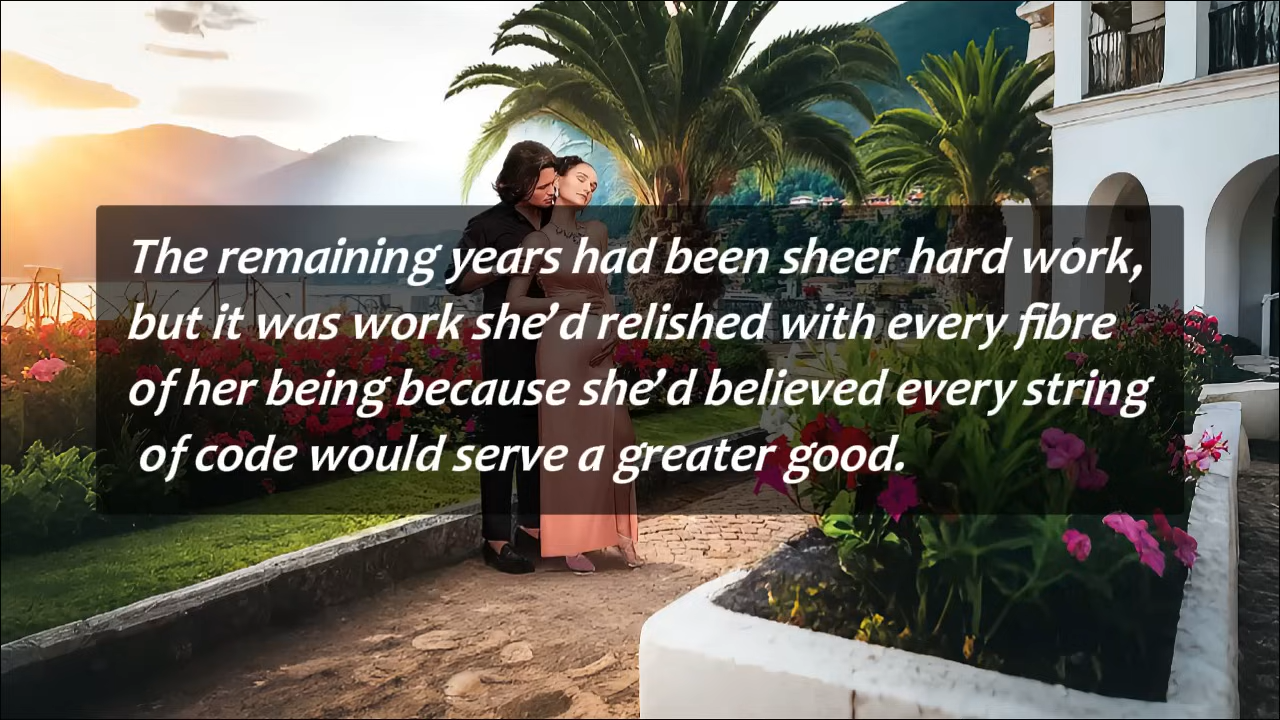 The remaining years had been sheer hard work,
but it was work she’d relished with every fibre
of her being because she’d believed every string
of code would serve a greater good.